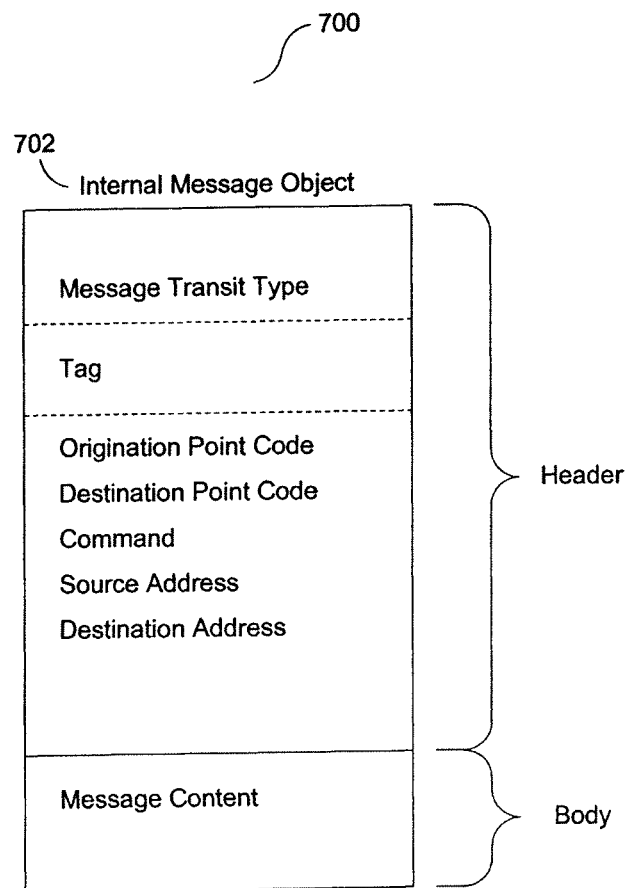 700
702
Internal Message Object
Message Transit Type
Tag
Origination Point Code
Destination Point Code
Command
Source Address
Destination Address
Header
Message Content
Body